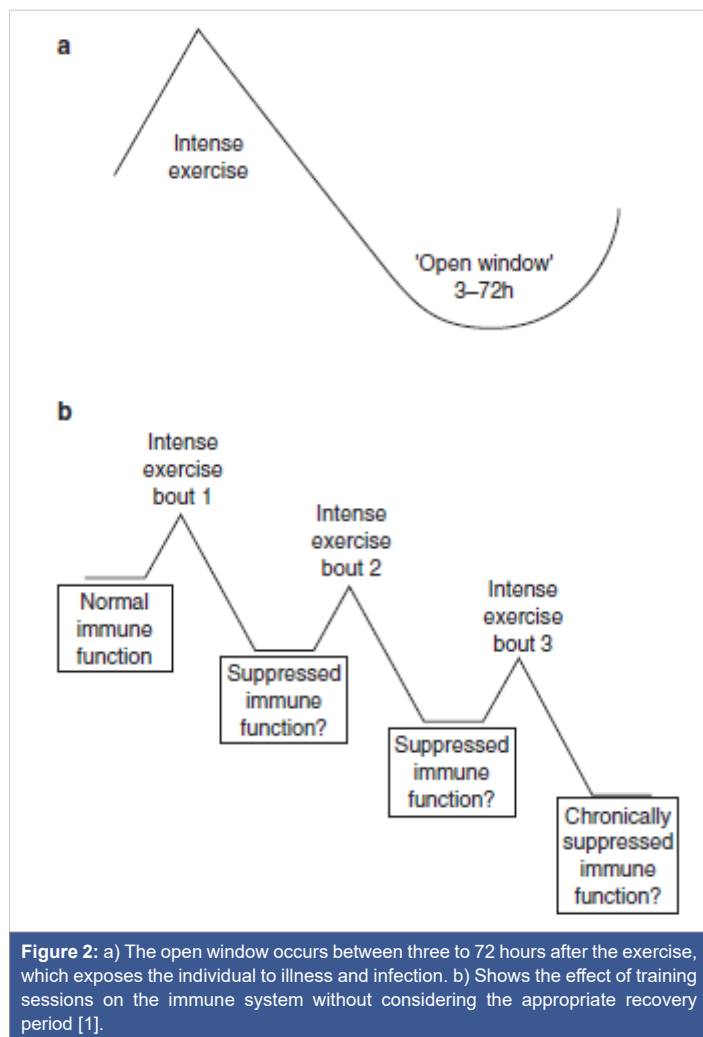 a
Intense
exercise
'Open window'
3–72h
b
Intense
exercise
bout 1
Intense
exercise
bout 2
Intense
exercise
bout 3
Normal
immune
function
Suppressed
immune
function?
Suppressed
immune
function?
Chronically
suppressed
immune
function?
Figure 2: a) The open window occurs between three to 72 hours after the exercise,
which exposes the individual to illness and infection. b) Shows the effect of training
sessions on the immune system without considering the appropriate recovery
period [1].